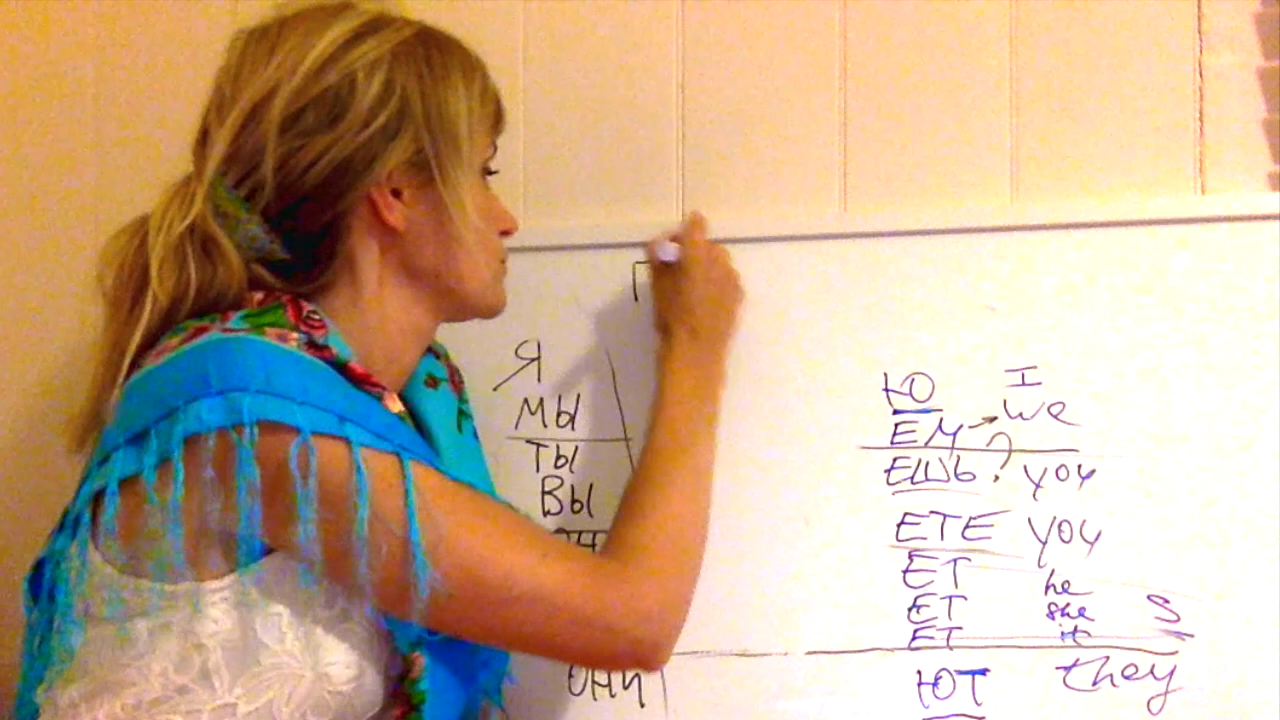 Г
Я Ю I
МЫ ЕМ → we
ТЫ ЕШЬ ? you
ВЫ ЕТЕ you
ЕТ he
ЕТ she S
ЕТ it
ОНИ ЮТ they